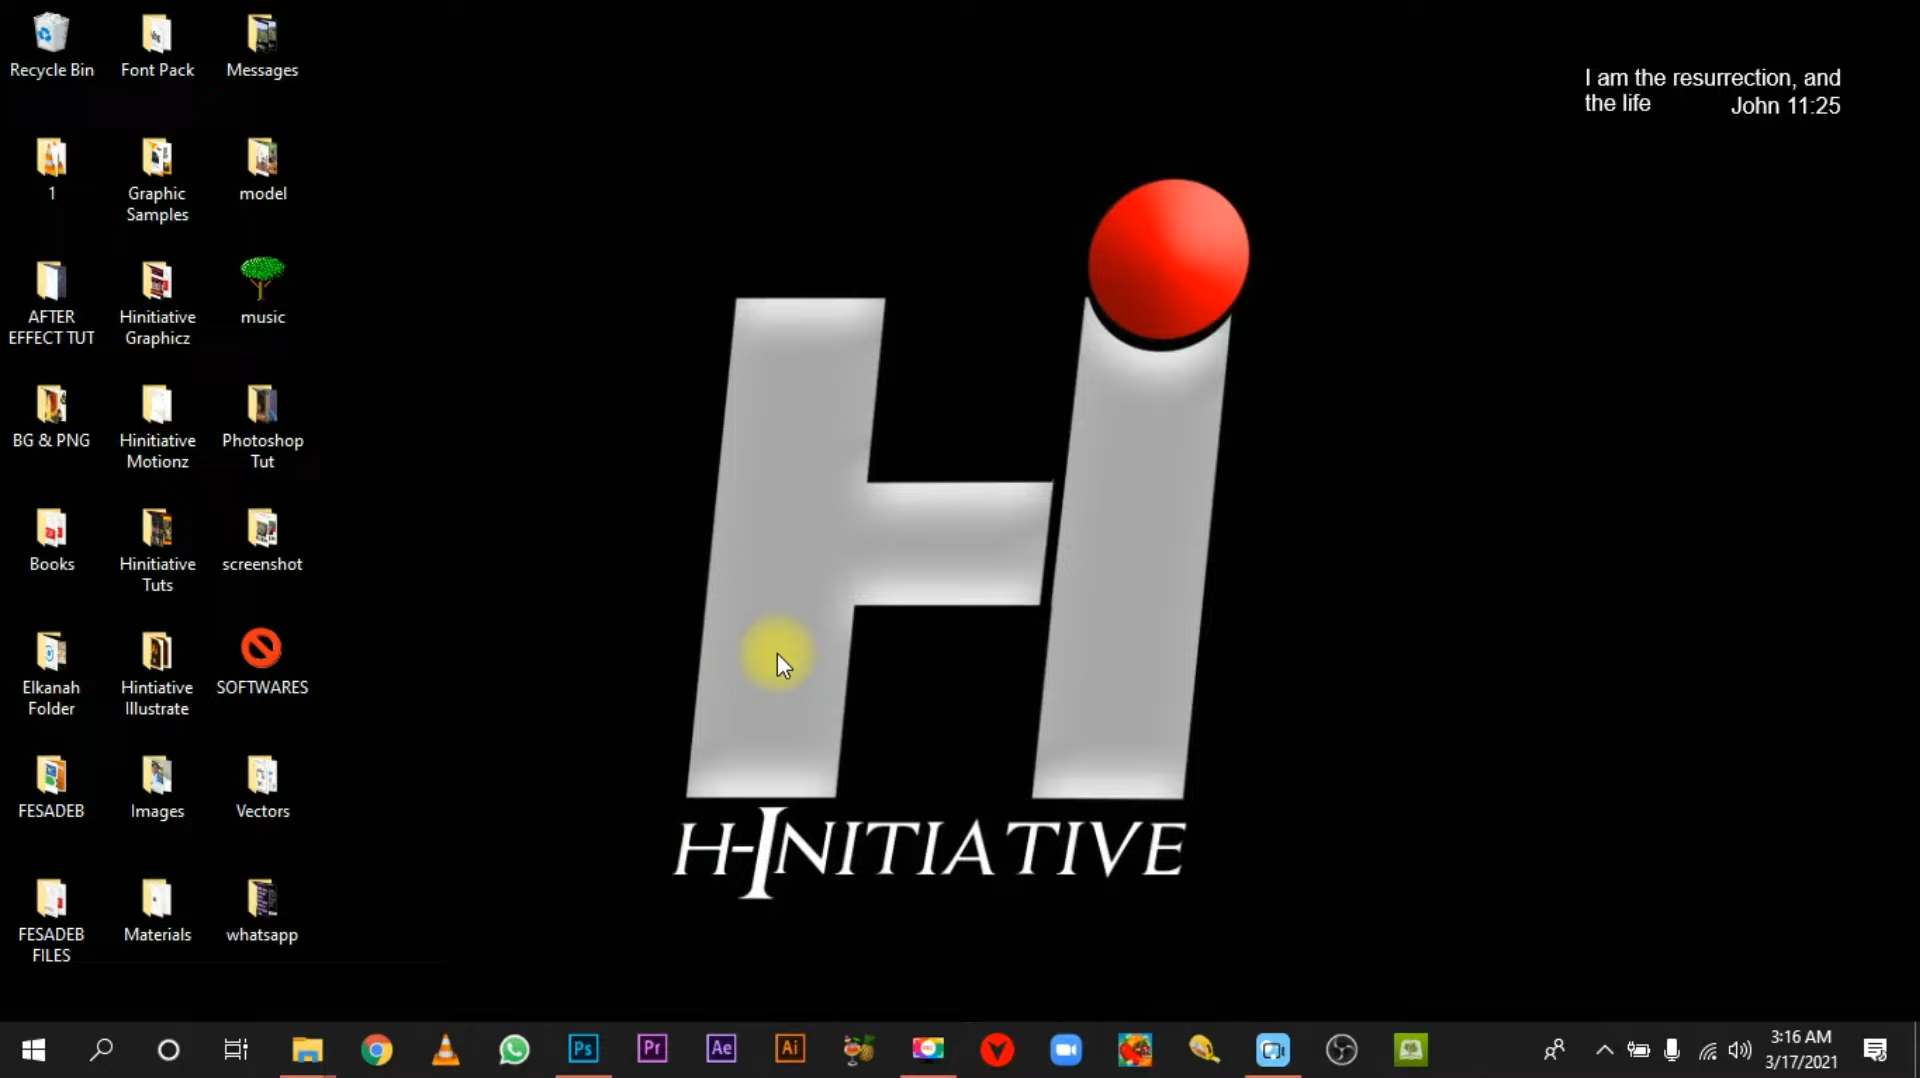 Recycle Bin
Font Pack
Messages
1
Graphic
Samples
model
AFTER
EFFECT TUT
Hinitiative
Graphicz
music
BG & PNG
Hinitiative
Motionz
Photoshop
Tut
Books
Hinitiative
Tuts
screenshot
Elkanah
Folder
Hintiative
Illustrate
SOFTWARES
FESADEB
Images
Vectors
FESADEB
FILES
Materials
whatsapp
I am the resurrection, and
the life John 11:25
H-INITIATIVE
Ps Pr Ae Ai
3:16 AM
3/17/2021